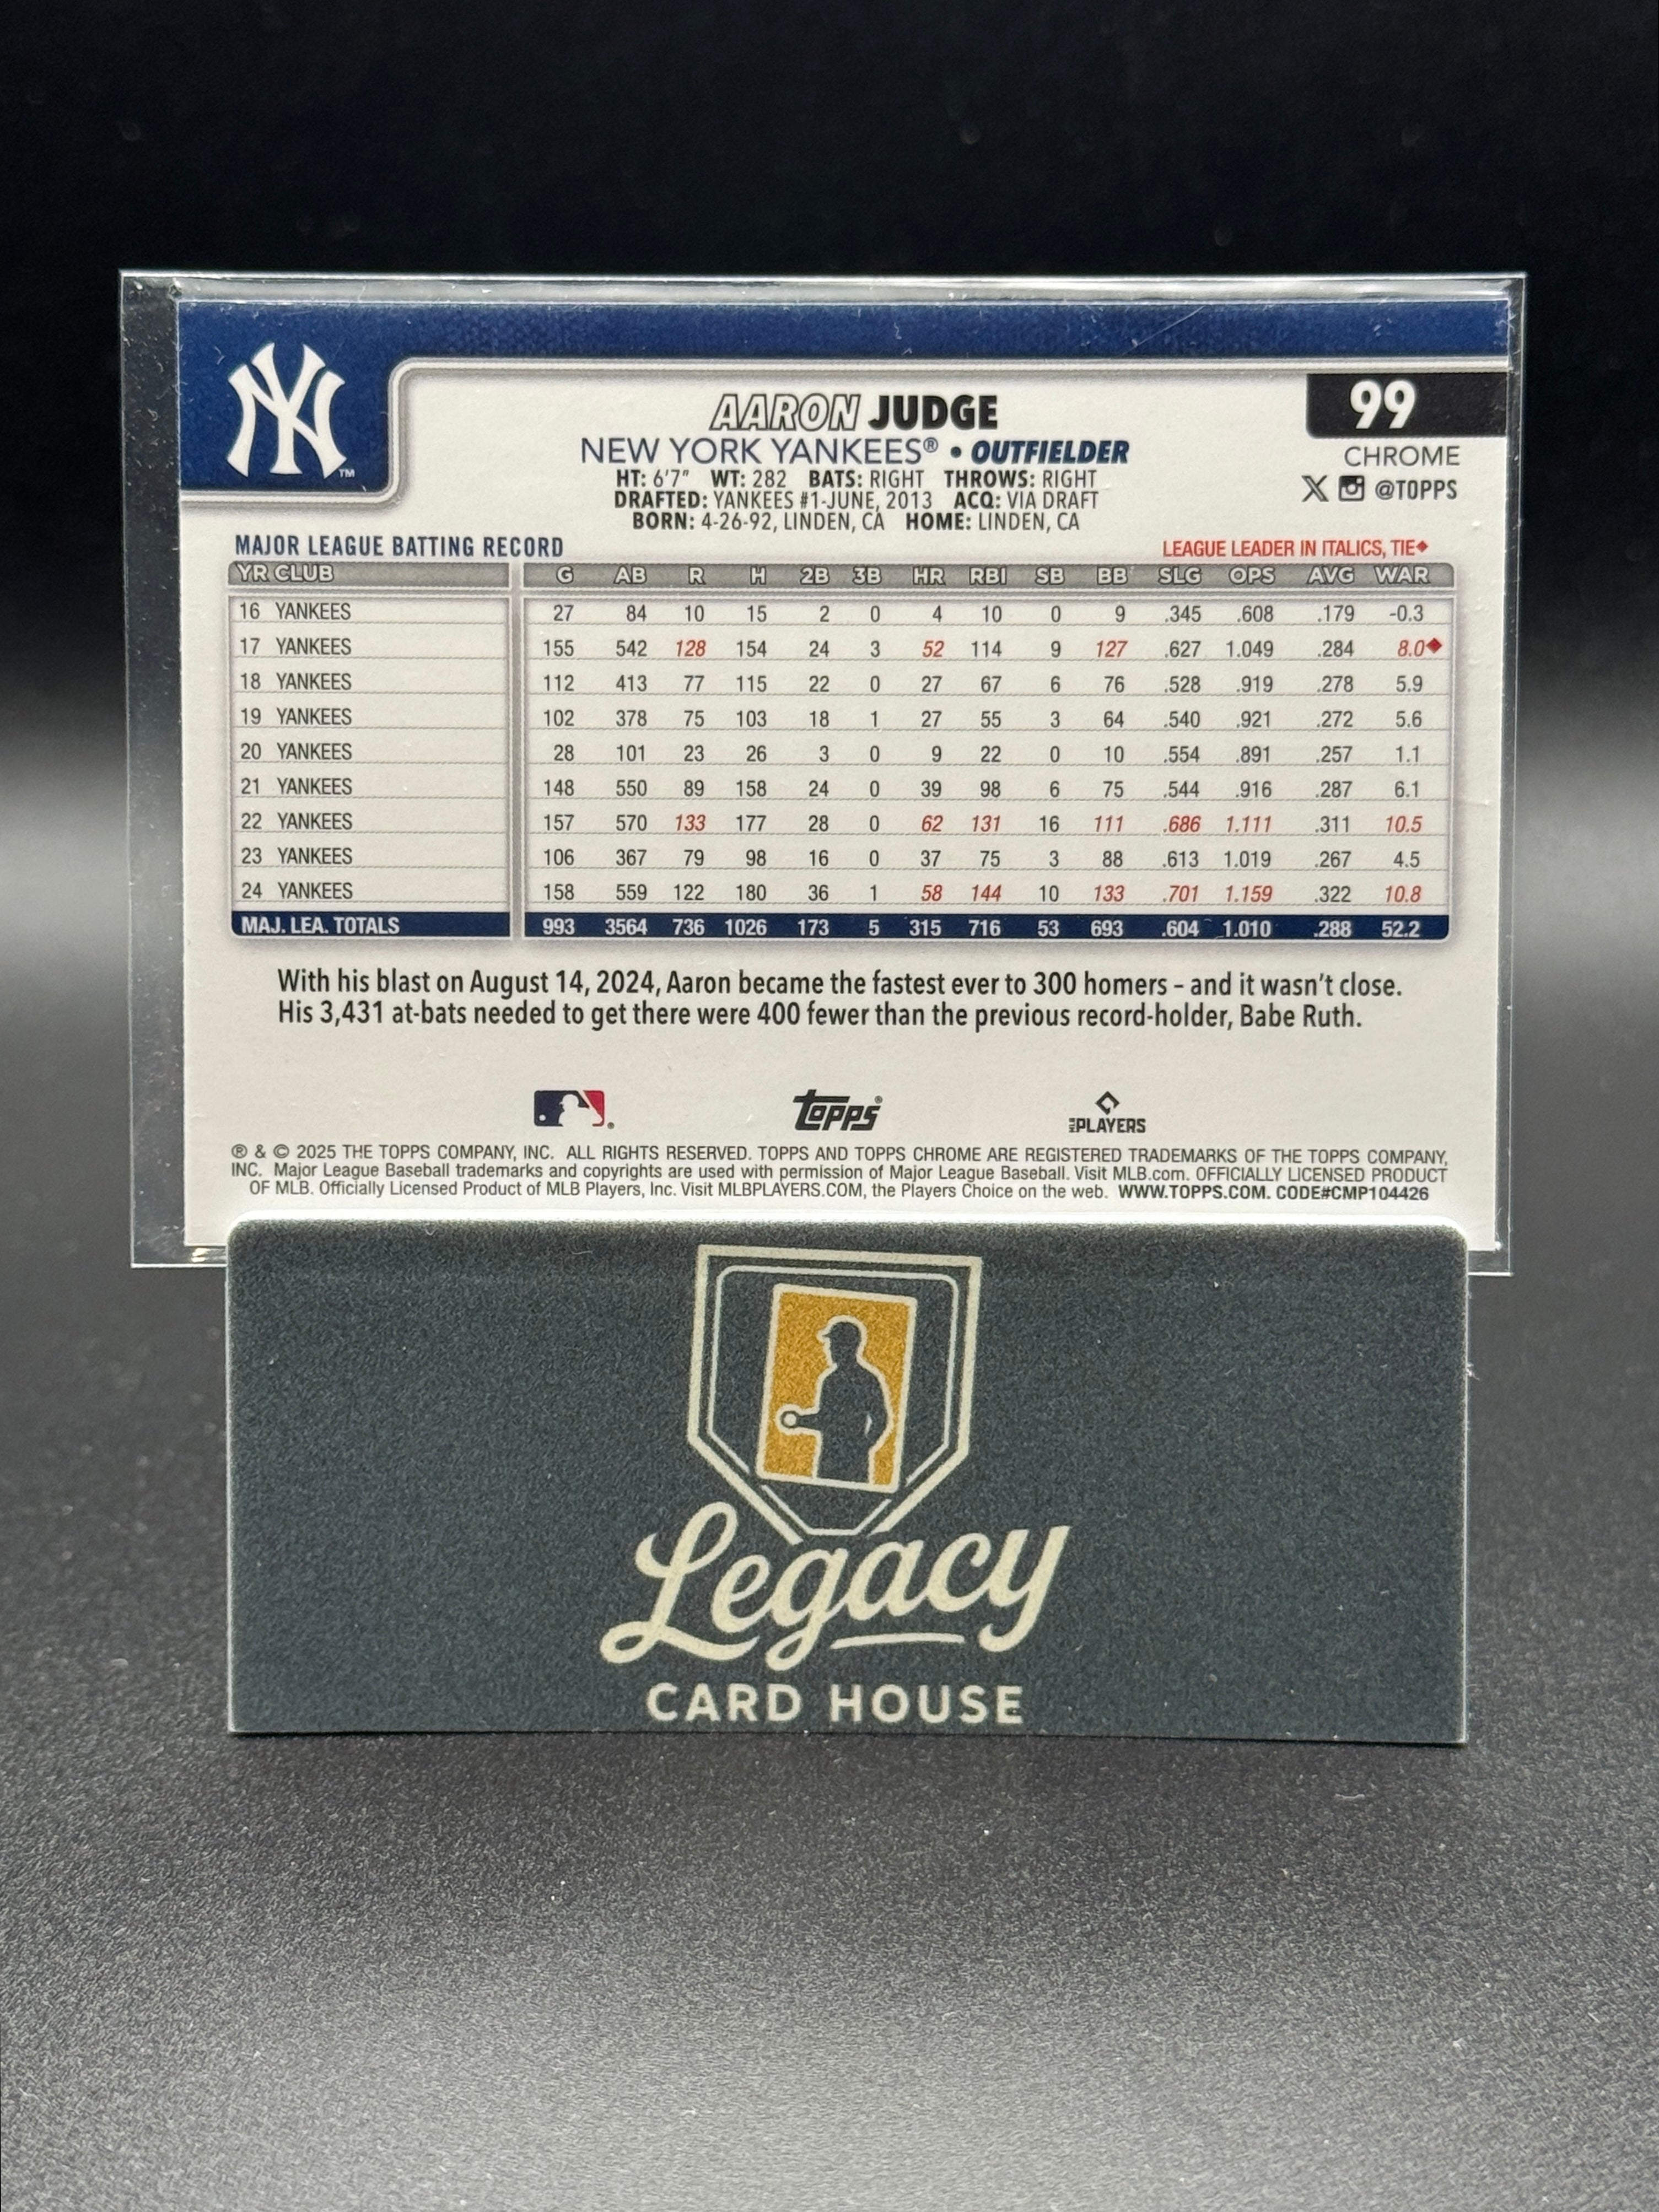 NY™
AARON JUDGE
99
NEW YORK YANKEES® • OUTFIELDER
CHROME
HT: 6'7" WT: 282 BATS: RIGHT THROWS: RIGHT
X @TOPPS
DRAFTED: YANKEES #1-JUNE, 2013 ACQ: VIA DRAFT
BORN: 4-26-92, LINDEN, CA HOME: LINDEN, CA
MAJOR LEAGUE BATTING RECORD LEAGUE LEADER IN ITALICS, TIE◆
YR CLUB G AB R H 2B 3B HR RBI SB BB SLG OPS AVG WAR
16 YANKEES 27 84 10 15 2 0 4 10 0 9 .345 .608 .179 -0.3
17 YANKEES 155 542 128 154 24 3 52 114 9 127 .627 1.049 .284 8.0◆
18 YANKEES 112 413 77 115 22 0 27 67 6 76 .528 .919 .278 5.9
19 YANKEES 102 378 75 103 18 1 27 55 3 64 .540 .921 .272 5.6
20 YANKEES 28 101 23 26 3 0 9 22 0 10 .554 .891 .257 1.1
21 YANKEES 148 550 89 158 24 0 39 98 6 75 .544 .916 .287 6.1
22 YANKEES 157 570 133 177 28 0 62 131 16 111 .686 1.111 .311 10.5
23 YANKEES 106 367 79 98 16 0 37 75 3 88 .613 1.019 .267 4.5
24 YANKEES 158 559 122 180 36 1 58 144 10 133 .701 1.159 .322 10.8
MAJ. LEA. TOTALS 993 3564 736 1026 173 5 315 716 53 693 .604 1.010 .288 52.2
With his blast on August 14, 2024, Aaron became the fastest ever to 300 homers – and it wasn't close.
His 3,431 at-bats needed to get there were 400 fewer than the previous record-holder, Babe Ruth.
® Topps® MLB PLAYERS
® & © 2025 THE TOPPS COMPANY, INC. ALL RIGHTS RESERVED. TOPPS AND TOPPS CHROME ARE REGISTERED TRADEMARKS OF THE TOPPS COMPANY,
INC. Major League Baseball trademarks and copyrights are used with permission of Major League Baseball. Visit MLB.com. OFFICIALLY LICENSED PRODUCT
OF MLB. Officially Licensed Product of MLB Players, Inc. Visit MLBPLAYERS.COM, the Players Choice on the web. WWW.TOPPS.COM. CODE#CMP104426
Legacy
CARD HOUSE